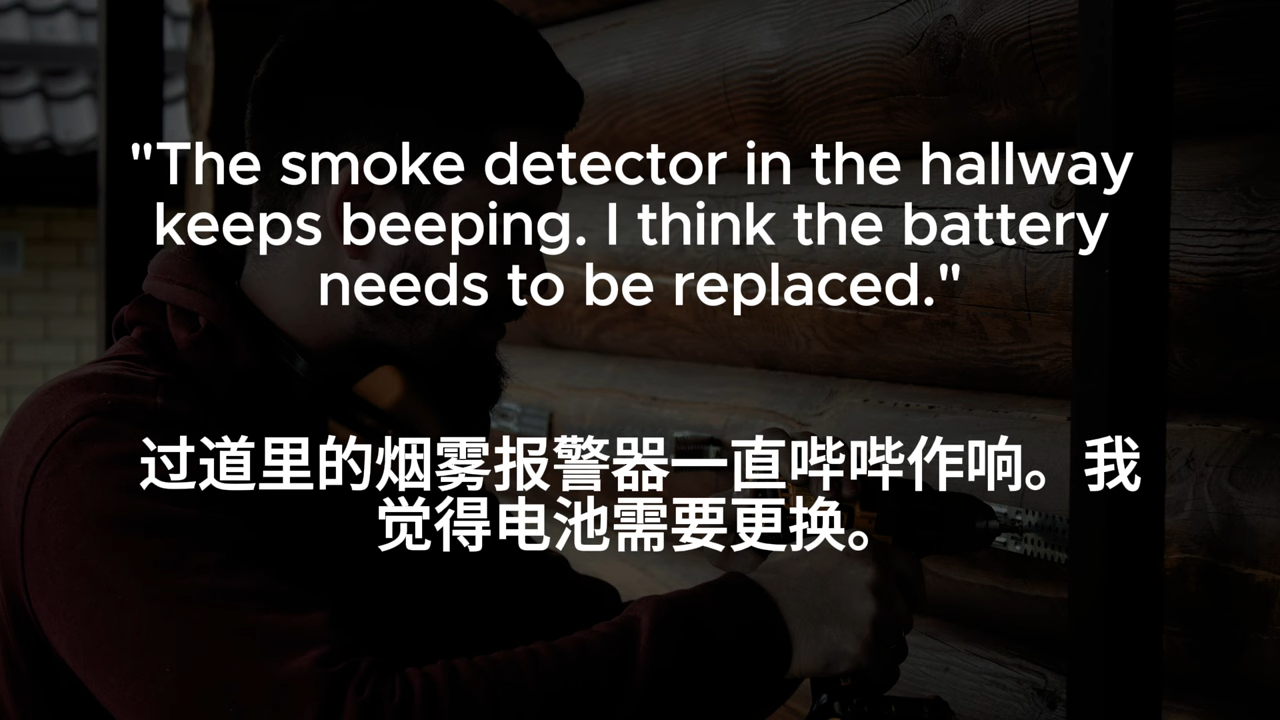 "The smoke detector in the hallway
keeps beeping. I think the battery
needs to be replaced."
过道里的烟雾报警器一直哔哔作响。我
觉得电池需要更换。